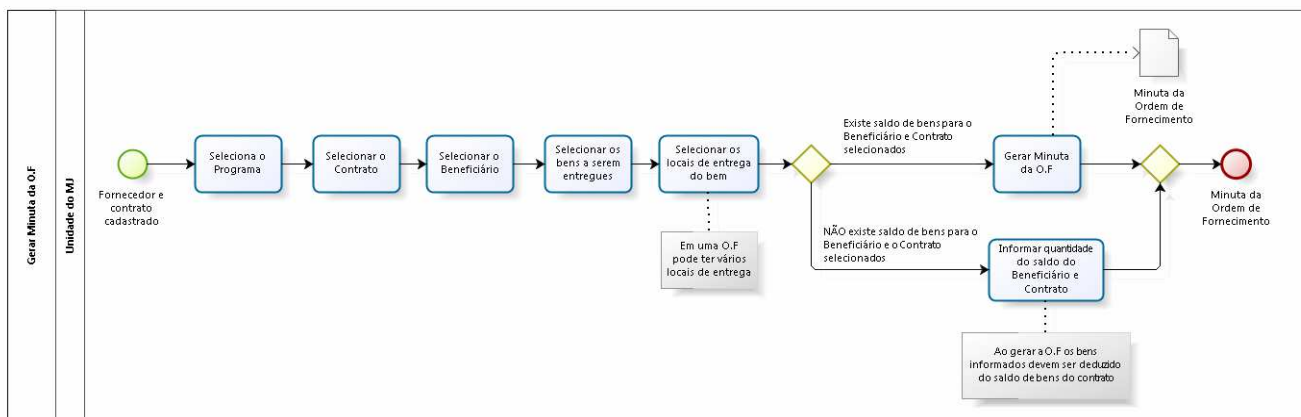 Gerar Minuta da O.F
Unidade do MJ
Fornecedor e
contrato
cadastrado
Seleciona o
Programa
Selecionar o
Contrato
Selecionar o
Beneficiário
Selecionar os
bens a serem
entregues
Selecionar os
locais de entrega
do bem
Em uma O.F
pode ter vários
locais de entrega
Existe saldo de bens para o
Beneficiário e Contrato
selecionados
Gerar Minuta
da O.F
Minuta da
Ordem de
Fornecimento
NÃO existe saldo de bens para o
Beneficiário e o Contrato
selecionados
Informar quantidade
do saldo do
Beneficiário e
Contrato
Ao gerar a O.F os bens
informados devem ser deduzido
do saldo de bens do contrato
Minuta da
Ordem de
Fornecimento